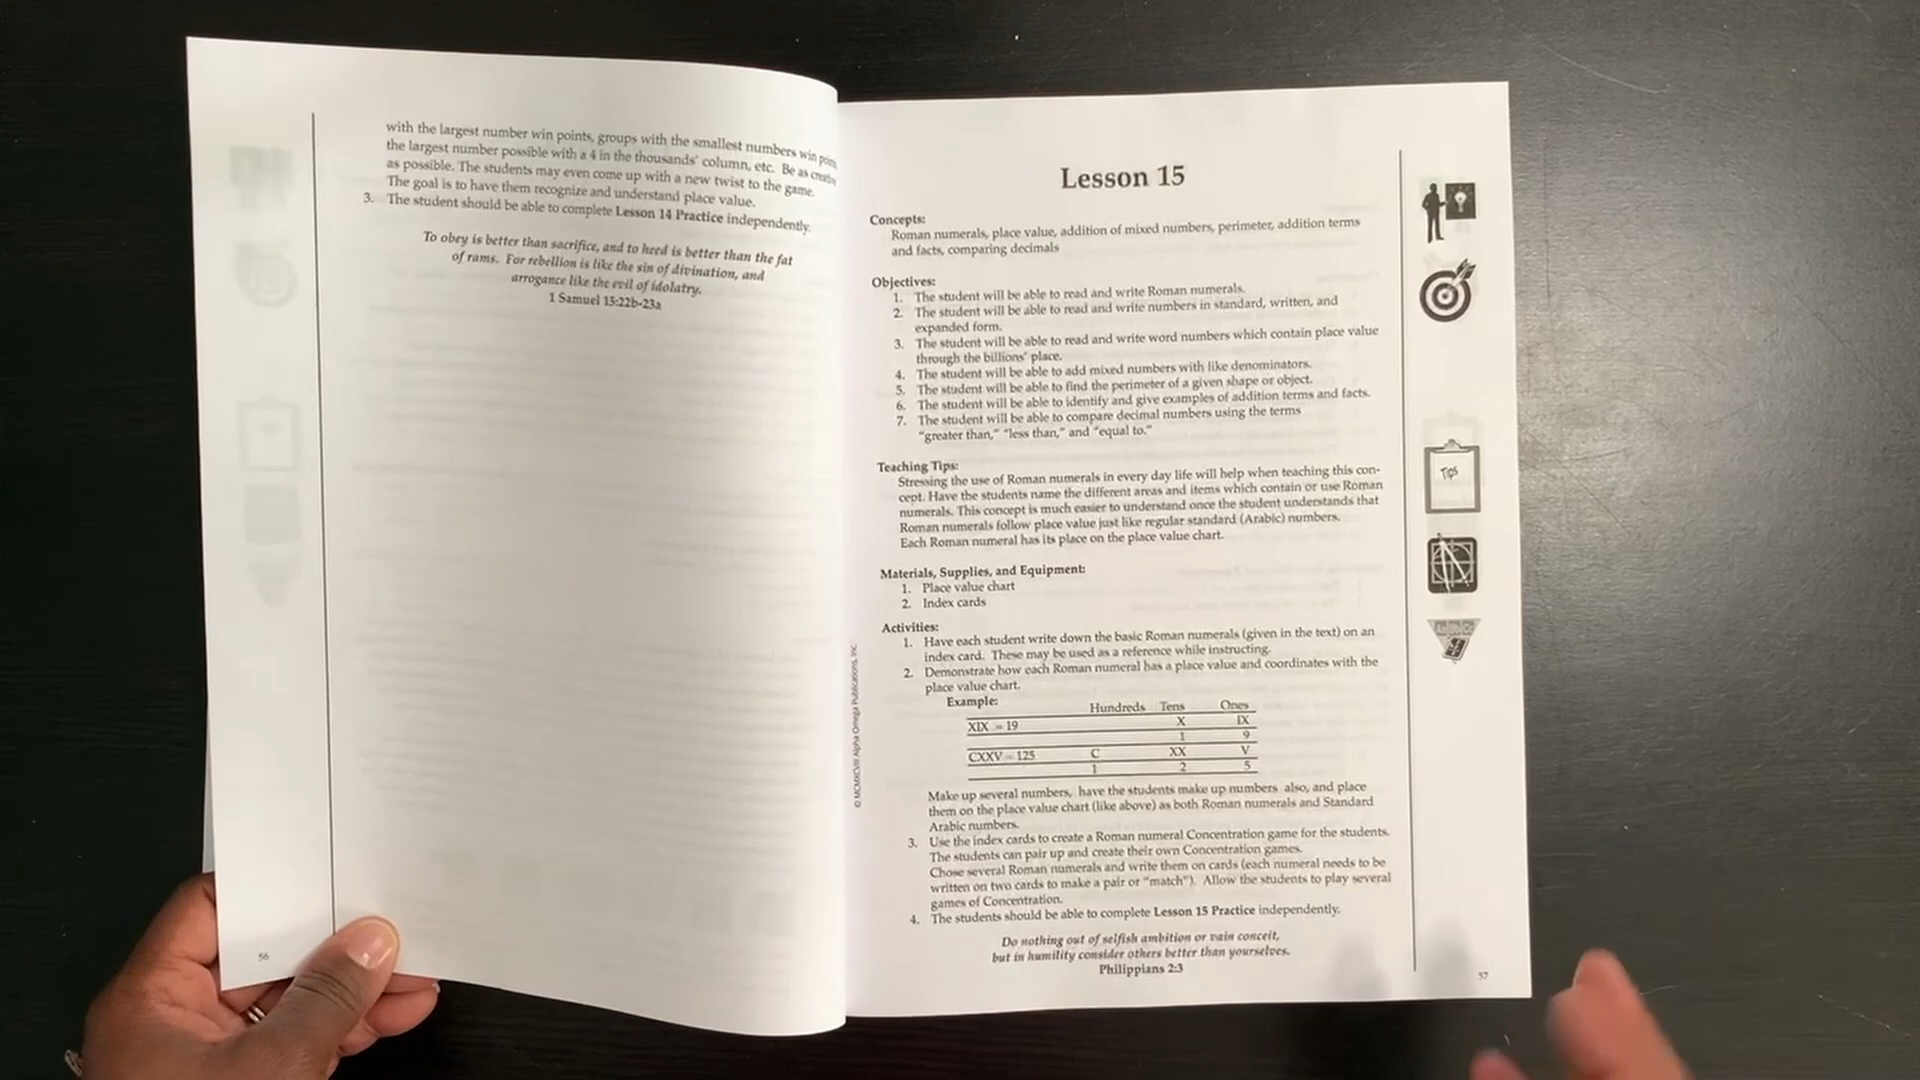 with the largest number win points, groups with the smallest numbers win points
the largest number possible with a 4 in the thousands' column, etc. Be as creative
as possible. The students may even come up with a new twist to the game.
The goal is to have them recognize and understand place value.
3. The student should be able to complete Lesson 14 Practice independently.
To obey is better than sacrifice, and to heed is better than the fat
of rams. For rebellion is like the sin of divination, and
arrogance like the evil of idolatry.
1 Samuel 15:22b-23a
56
Lesson 15
Concepts:
Roman numerals, place value, addition of mixed numbers, perimeter, addition terms
and facts, comparing decimals
Objectives:
1. The student will be able to read and write Roman numerals.
2. The student will be able to read and write numbers in standard, written, and
expanded form.
3. The student will be able to read and write word numbers which contain place value
through the billions' place.
4. The student will be able to add mixed numbers with like denominators.
5. The student will be able to find the perimeter of a given shape or object.
6. The student will be able to identify and give examples of addition terms and facts.
7. The student will be able to compare decimal numbers using the terms
"greater than," "less than," and "equal to."
Teaching Tips:
Stressing the use of Roman numerals in every day life will help when teaching this con-
cept. Have the students name the different areas and items which contain or use Roman
numerals. This concept is much easier to understand once the student understands that
Roman numerals follow place value just like regular standard (Arabic) numbers.
Each Roman numeral has its place on the place value chart.
Materials, Supplies, and Equipment:
1. Place value chart
2. Index cards
Activities:
1. Have each student write down the basic Roman numerals (given in the text) on an
index card. These may be used as a reference while instructing.
2. Demonstrate how each Roman numeral has a place value and coordinates with the
place value chart.
Example:
Hundreds Tens Ones
XIX = 19 X IX
1 9
CXXV = 125 C XX V
1 2 5
Make up several numbers, have the students make up numbers also, and place
them on the place value chart (like above) as both Roman numerals and Standard
Arabic numbers.
3. Use the index cards to create a Roman numeral Concentration game for the students.
The students can pair up and create their own Concentration games.
Chose several Roman numerals and write them on cards (each numeral needs to be
written on two cards to make a pair or "match"). Allow the students to play several
games of Concentration.
4. The students should be able to complete Lesson 15 Practice independently.
Do nothing out of selfish ambition or vain conceit,
but in humility consider others better than yourselves.
Philippians 2:3
57
© MCMXCVIII Alpha Omega Publications, Inc.
TIPS